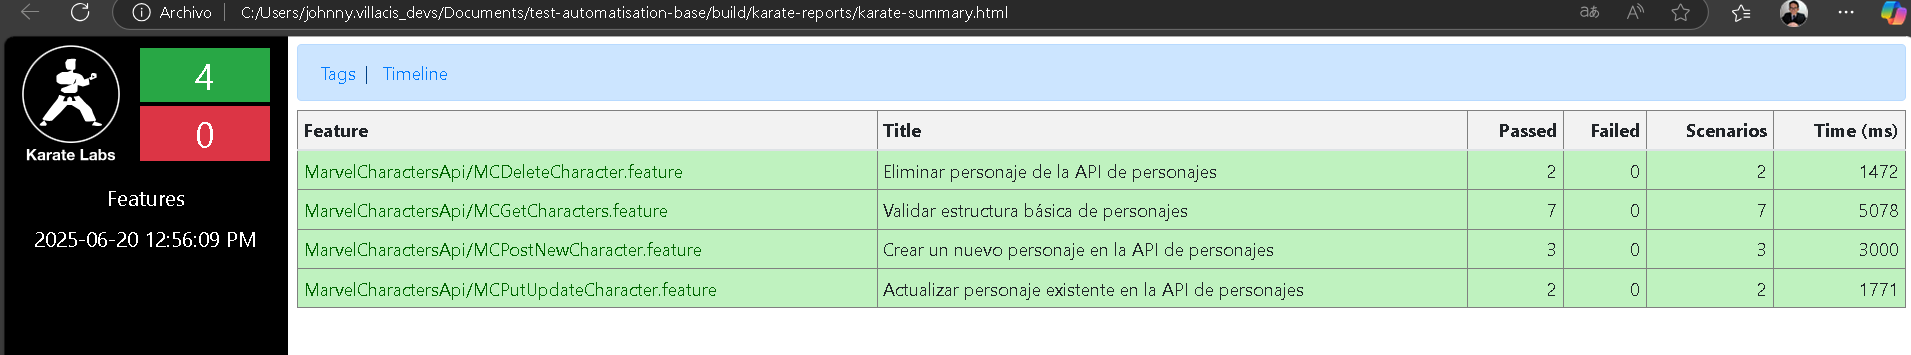 Archivo C:/Users/johnny.villacis_devs/Documents/test-automatisation-base/build/karate-reports/karate-summary.html
4
0
Karate Labs
Features
2025-06-20 12:56:09 PM
Tags | Timeline
Feature Title Passed Failed Scenarios Time (ms)
MarvelCharactersApi/MCDeleteCharacter.feature Eliminar personaje de la API de personajes 2 0 2 1472
MarvelCharactersApi/MCGetCharacters.feature Validar estructura básica de personajes 7 0 7 5078
MarvelCharactersApi/MCPostNewCharacter.feature Crear un nuevo personaje en la API de personajes 3 0 3 3000
MarvelCharactersApi/MCPutUpdateCharacter.feature Actualizar personaje existente en la API de personajes 2 0 2 1771